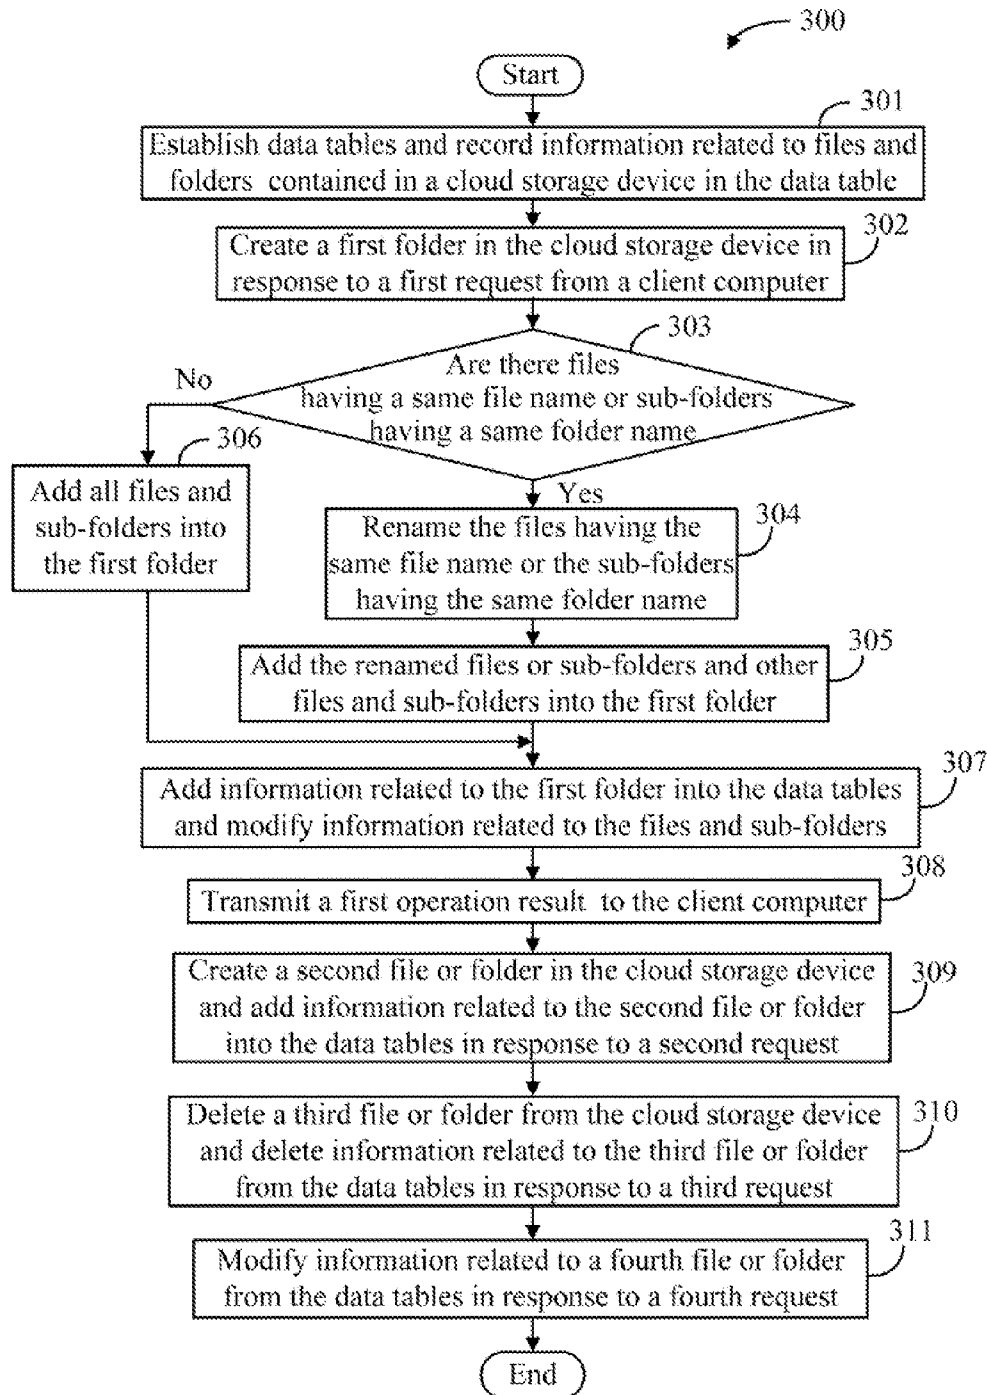 300
Start
301
Establish data tables and record information related to files and
folders contained in a cloud storage device in the data table
302
Create a first folder in the cloud storage device in
response to a first request from a client computer
303
Are there files
having a same file name or sub-folders
having a same folder name
No
306
Add all files and
sub-folders into
the first folder
Yes
304
Rename the files having the
same file name or the sub-folders
having the same folder name
305
Add the renamed files or sub-folders and other
files and sub-folders into the first folder
307
Add information related to the first folder into the data tables
and modify information related to the files and sub-folders
308
Transmit a first operation result to the client computer
309
Create a second file or folder in the cloud storage device
and add information related to the second file or folder
into the data tables in response to a second request
310
Delete a third file or folder from the cloud storage device
and delete information related to the third file or folder
from the data tables in response to a third request
311
Modify information related to a fourth file or folder
from the data tables in response to a fourth request
End